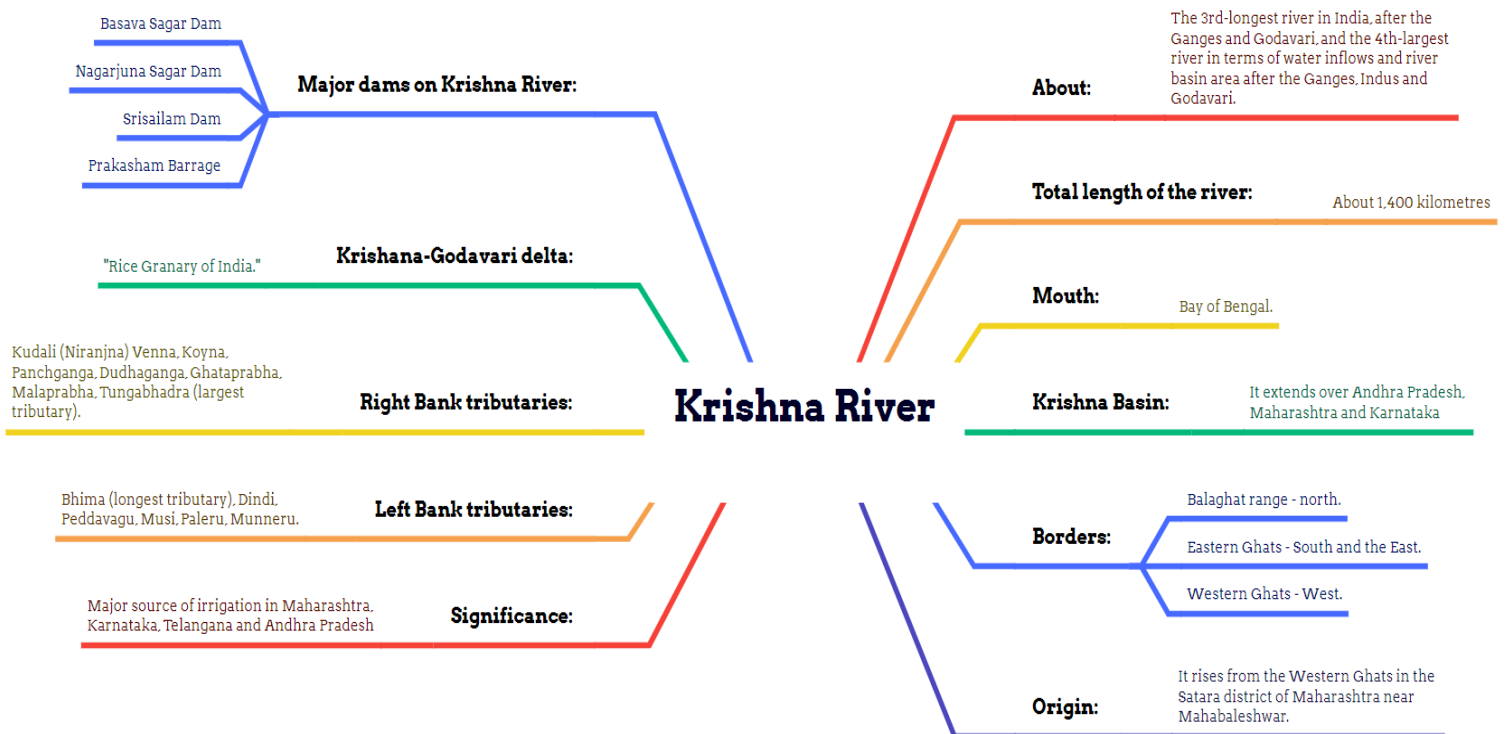 Krishna River
About:
The 3rd-longest river in India, after the
Ganges and Godavari, and the 4th-largest
river in terms of water inflows and river
basin area after the Ganges, Indus and
Godavari.
Total length of the river:
About 1,400 kilometres
Mouth:
Bay of Bengal.
Krishna Basin:
It extends over Andhra Pradesh,
Maharashtra and Karnataka
Borders:
Balaghat range - north.
Eastern Ghats - South and the East.
Western Ghats - West.
Origin:
It rises from the Western Ghats in the
Satara district of Maharashtra near
Mahabaleshwar.
Major dams on Krishna River:
Basava Sagar Dam
Nagarjuna Sagar Dam
Srisailam Dam
Prakasham Barrage
Krishana-Godavari delta:
"Rice Granary of India."
Right Bank tributaries:
Kudali (Niranjna) Venna, Koyna,
Panchganga, Dudhaganga, Ghataprabha,
Malaprabha, Tungabhadra (largest
tributary).
Left Bank tributaries:
Bhima (longest tributary), Dindi,
Peddavagu, Musi, Paleru, Munneru.
Significance:
Major source of irrigation in Maharashtra,
Karnataka, Telangana and Andhra Pradesh